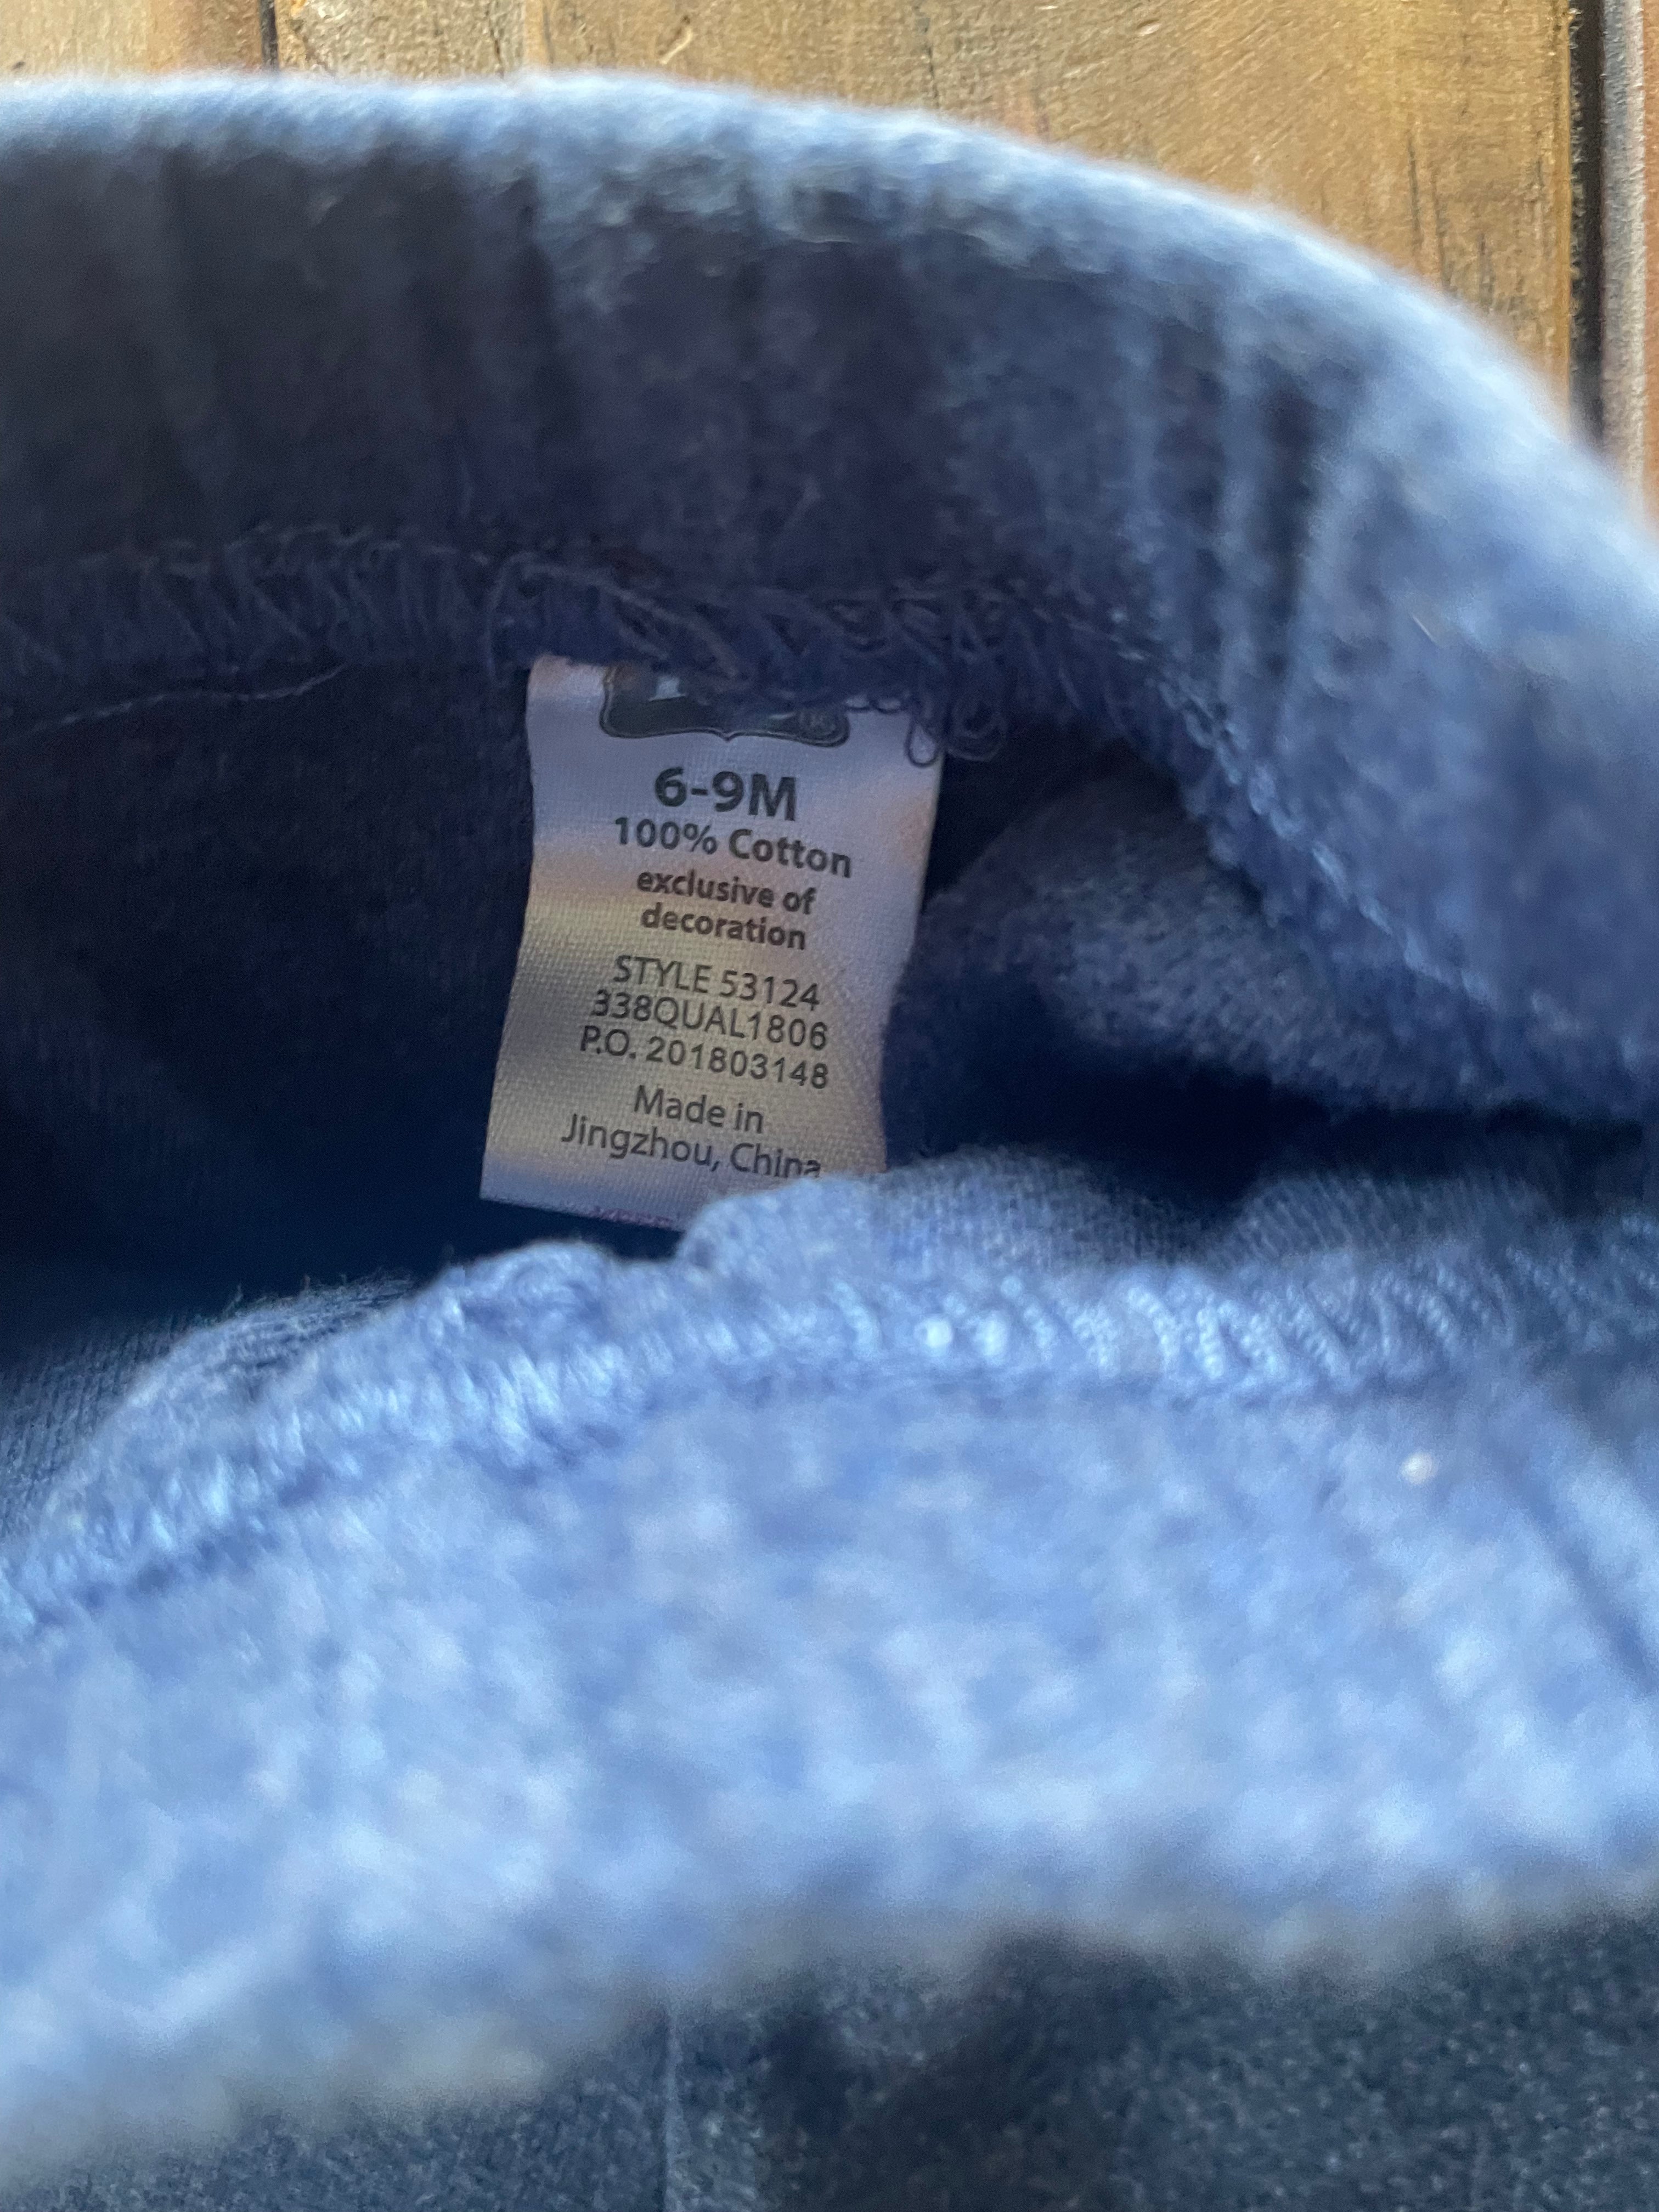 6-9M
100% Cotton
exclusive of
decoration
STYLE 53124
338QUAL1806
P.O. 201803148
Made in
Jingzhou, China